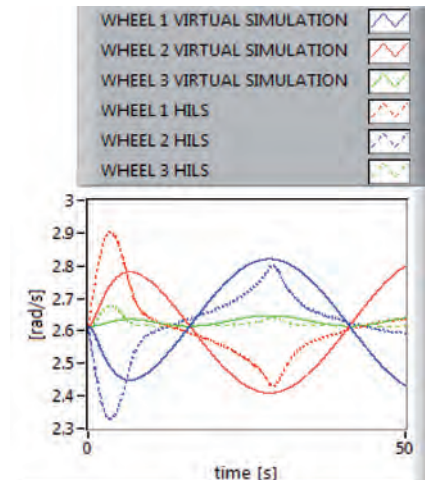 WHEEL 1 VIRTUAL SIMULATION
WHEEL 2 VIRTUAL SIMULATION
WHEEL 3 VIRTUAL SIMULATION
WHEEL 1 HILS
WHEEL 2 HILS
WHEEL 3 HILS
3
2.9
2.8
2.7
2.6
2.5
2.4
2.3
[rad/s]
0
50
time [s]